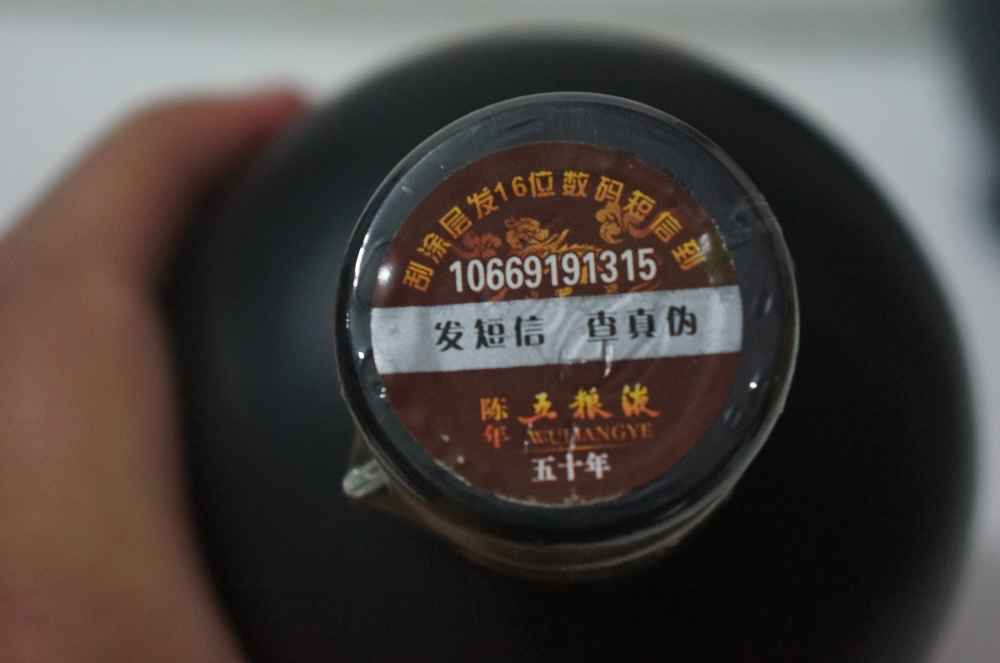 刮涂层发16位数码短信到
10669191315
发短信 查真伪
陈年 五粮液
WULIANGYE
五十年